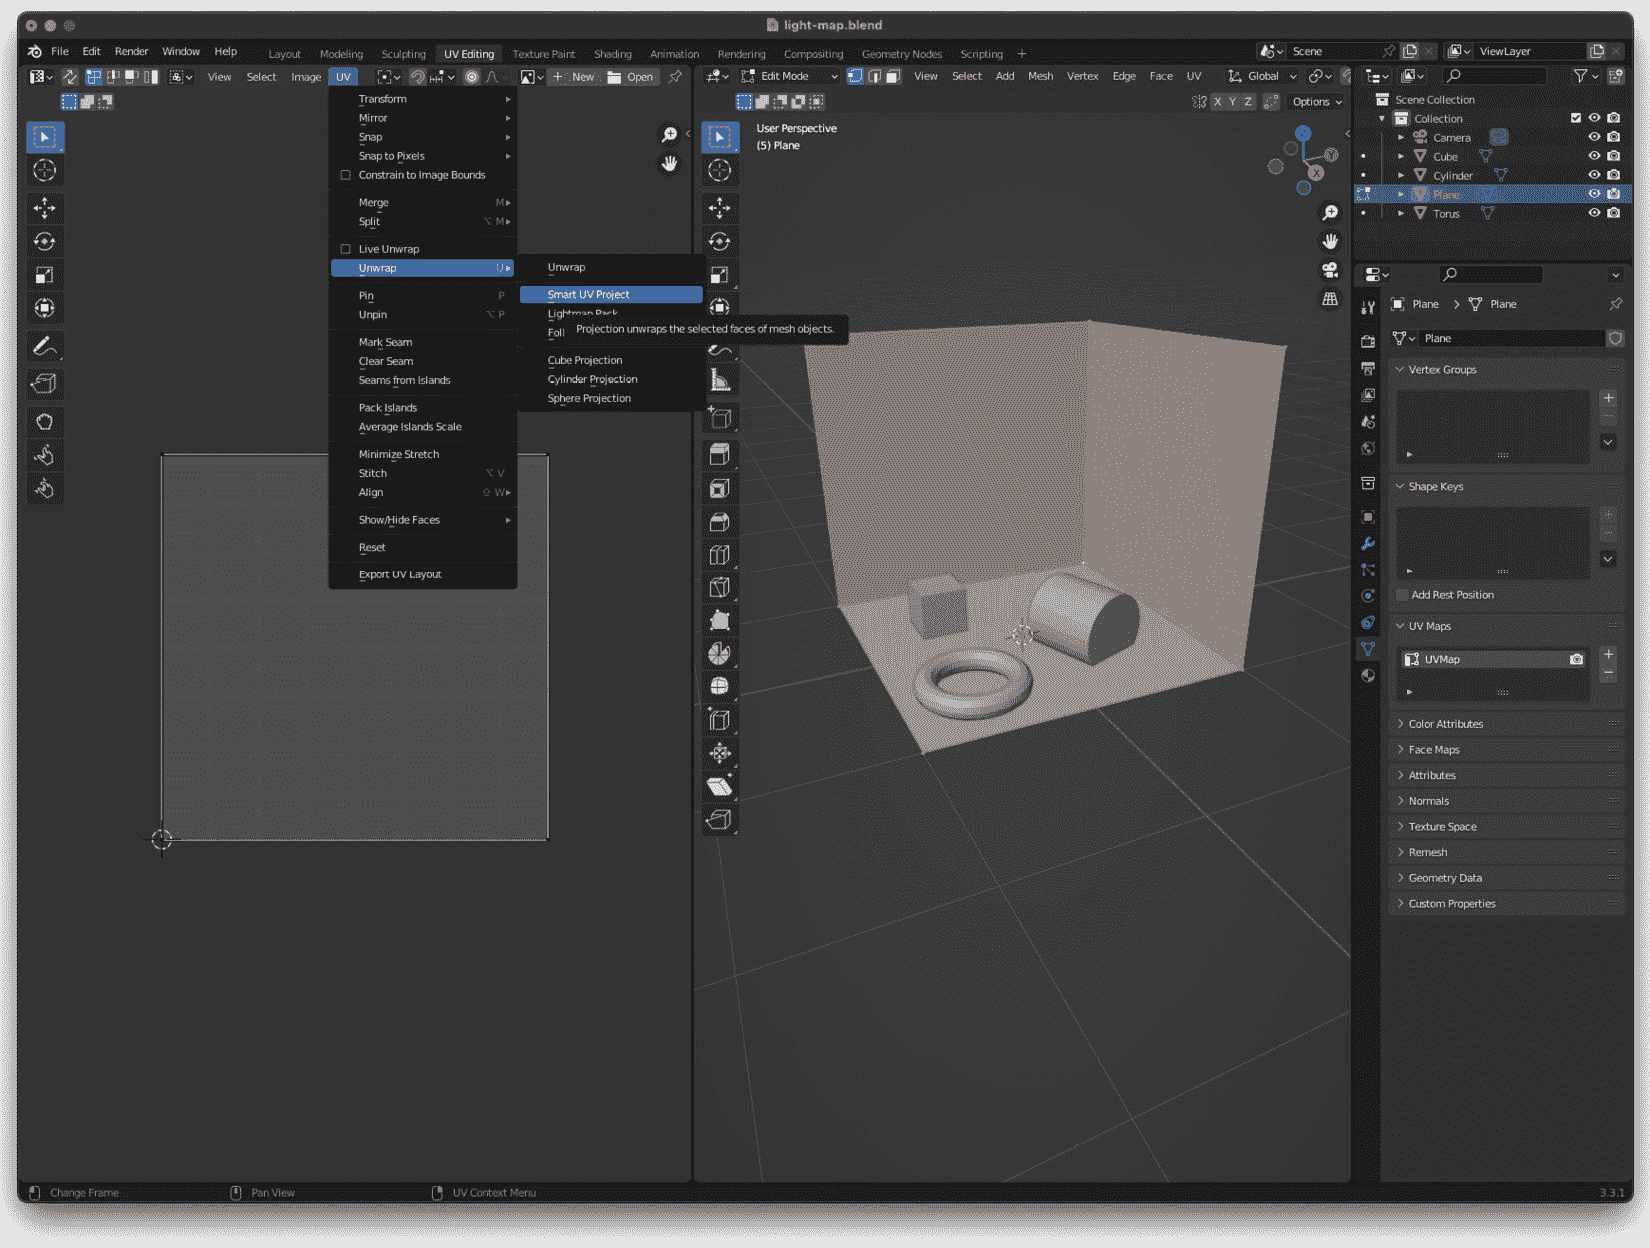 light-map.blend
File Edit Render Window Help Layout Modeling Sculpting UV Editing Texture Paint Shading Animation Rendering Compositing Geometry Nodes Scripting + Scene ViewLayer
View Select Image UV + New Open Edit Mode View Select Add Mesh Vertex Edge Face UV Global
X Y Z Options
Transform
Mirror
Snap
Snap to Pixels
Constrain to Image Bounds
Merge M
Split ⌥ M
Live Unwrap
Unwrap U
Pin P
Unpin ⌥ P
Mark Seam
Clear Seam
Seams from Islands
Pack Islands
Average Islands Scale
Minimize Stretch
Stitch ⌥ V
Align ⇧ W
Show/Hide Faces
Reset
Export UV Layout
Unwrap
Smart UV Project
Lightmap Pack
Foll
Projection unwraps the selected faces of mesh objects.
Cube Projection
Cylinder Projection
Sphere Projection
User Perspective
(5) Plane
Y
X
Scene Collection
Collection
Camera
Cube
Cylinder
Plane
Torus
Plane > Plane
Plane
Vertex Groups
Shape Keys
Add Rest Position
UV Maps
UVMap
Color Attributes
Face Maps
Attributes
Normals
Texture Space
Remesh
Geometry Data
Custom Properties
Change Frame Pan View UV Context Menu 3.3.1